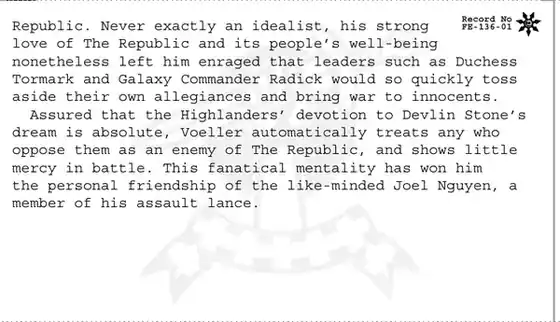 Republic. Never exactly an idealist, his strong
love of The Republic and its people's well-being
nonetheless left him enraged that leaders such as Duchess
Tormark and Galaxy Commander Radick would so quickly toss
aside their own allegiances and bring war to innocents.
Assured that the Highlanders' devotion to Devlin Stone's
dream is absolute, Voeller automatically treats any who
oppose them as an enemy of The Republic, and shows little
mercy in battle. This fanatical mentality has won him
the personal friendship of the like-minded Joel Nguyen, a
member of his assault lance.
Record No
FE-136-01